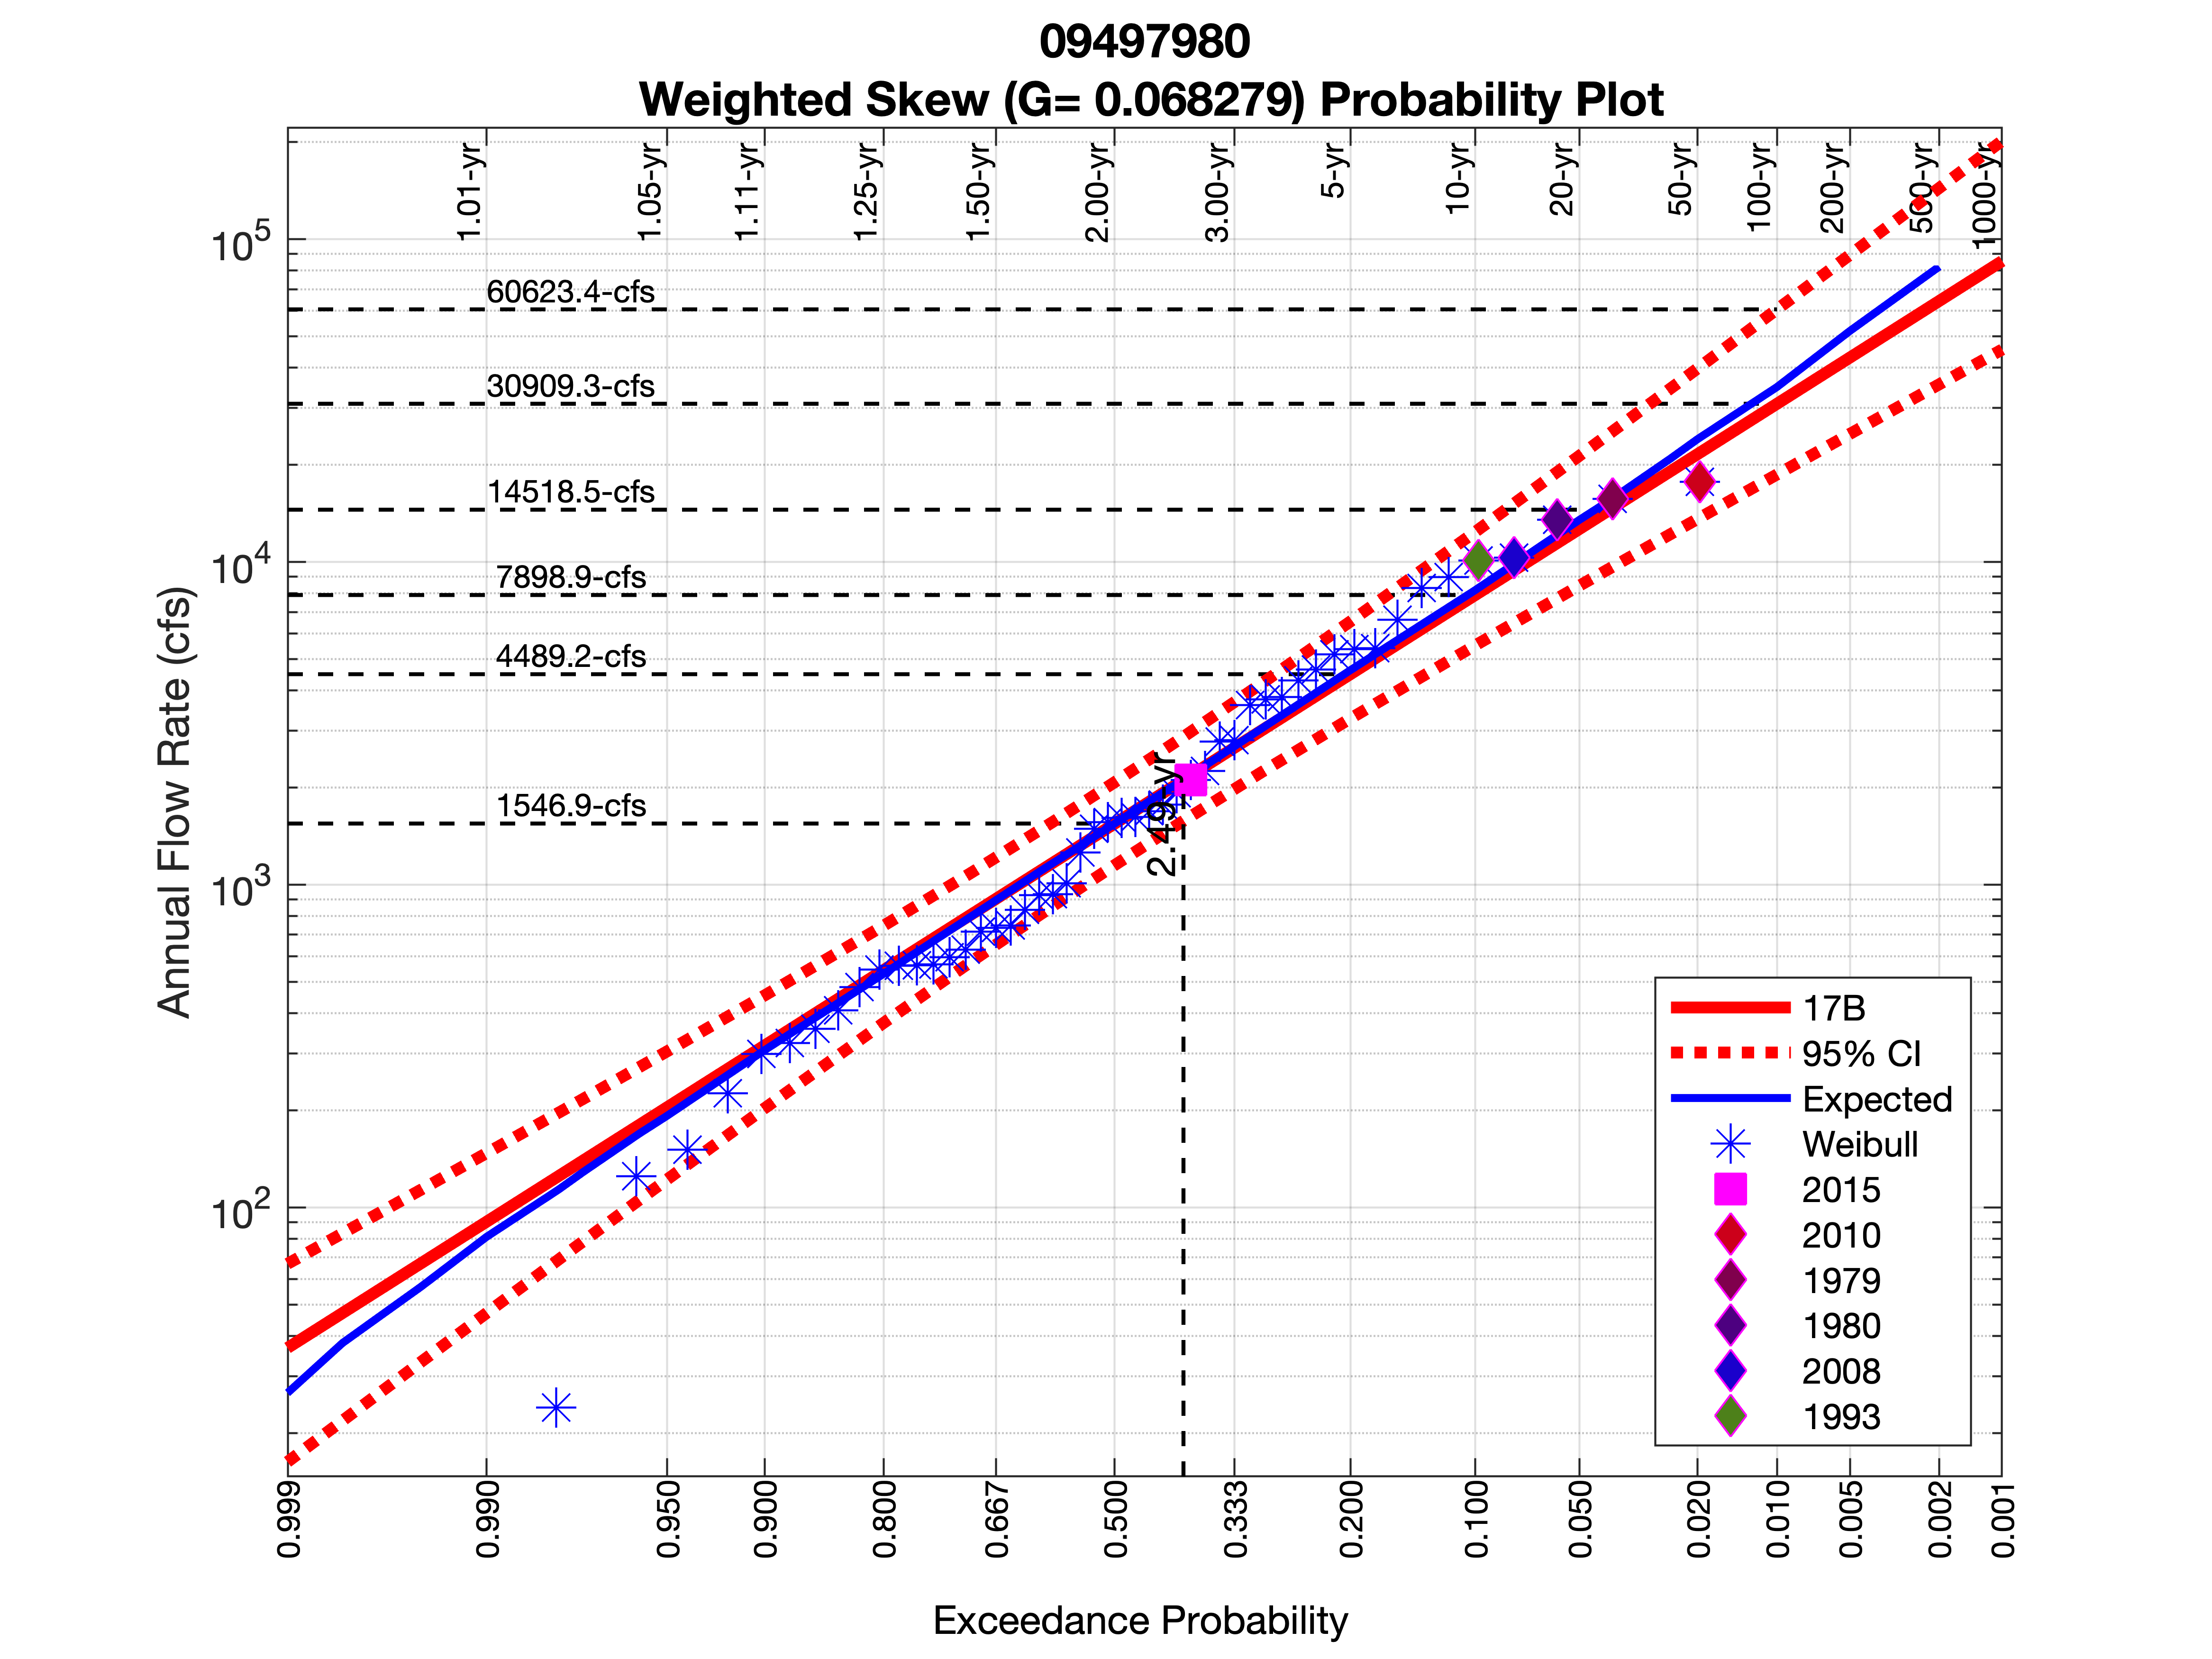 09497980
Weighted Skew (G= 0.068279) Probability Plot
1.01-yr
1.05-yr
1.11-yr
1.25-yr
1.50-yr
2.00-yr
3.00-yr
5-yr
10-yr
20-yr
50-yr
100-yr
200-yr
500-yr
1000-yr
10^5
10^4
10^3
10^2
Annual Flow Rate (cfs)
60623.4-cfs
30909.3-cfs
14518.5-cfs
7898.9-cfs
4489.2-cfs
1546.9-cfs
2.49-yr
17B
95% CI
Expected
Weibull
2015
2010
1979
1980
2008
1993
0.999
0.990
0.950
0.900
0.800
0.667
0.500
0.333
0.200
0.100
0.050
0.020
0.010
0.005
0.002
0.001
Exceedance Probability